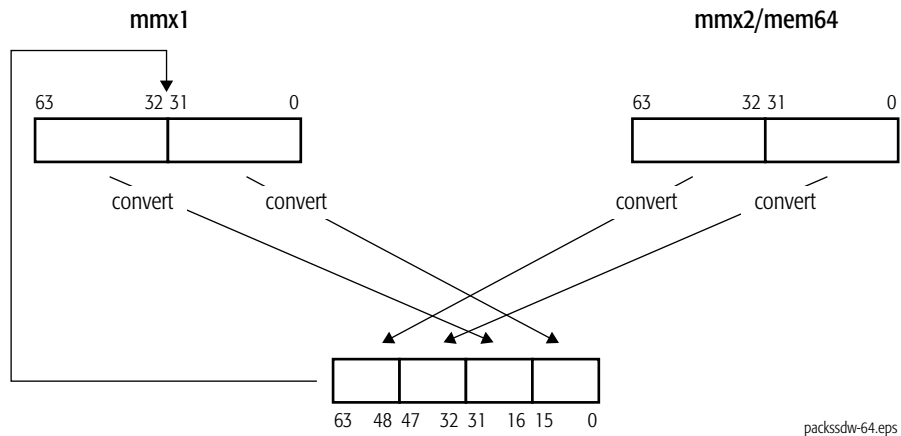 mmx1 mmx2/mem64
63 32 31 0 63 32 31 0
convert convert convert convert
63 48 47 32 31 16 15 0
packssdw-64.eps